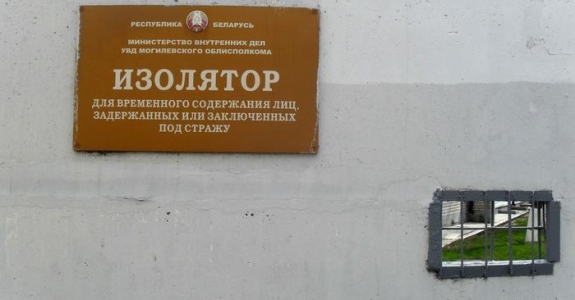 РЕСПУБЛИКА БЕЛАРУСЬ
МИНИСТЕРСТВО ВНУТРЕННИХ ДЕЛ
УВД МОГИЛЕВСКОГО ОБЛИСПОЛКОМА
ИЗОЛЯТОР
ДЛЯ ВРЕМЕННОГО СОДЕРЖАНИЯ ЛИЦ,
ЗАДЕРЖАННЫХ ИЛИ ЗАКЛЮЧЕННЫХ
ПОД СТРАЖУ